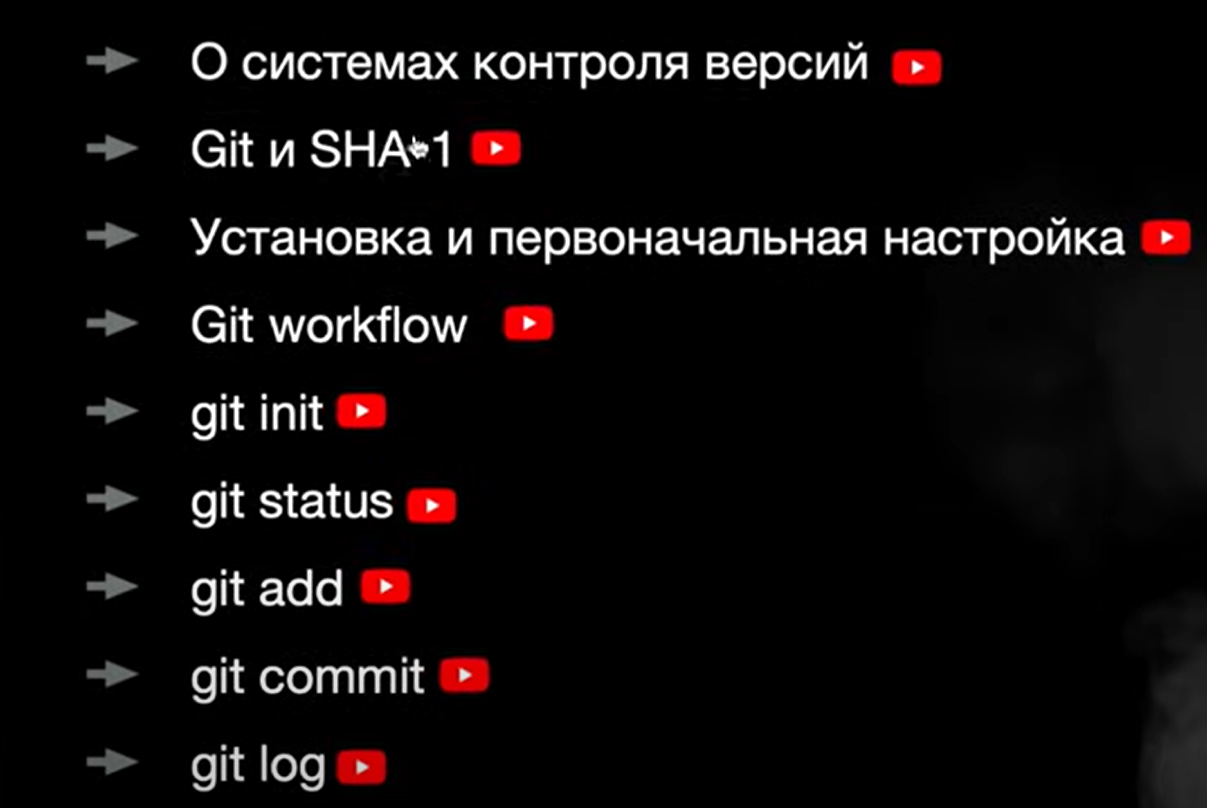 О системах контроля версий
Git и SHA-1
Установка и первоначальная настройка
Git workflow
git init
git status
git add
git commit
git log